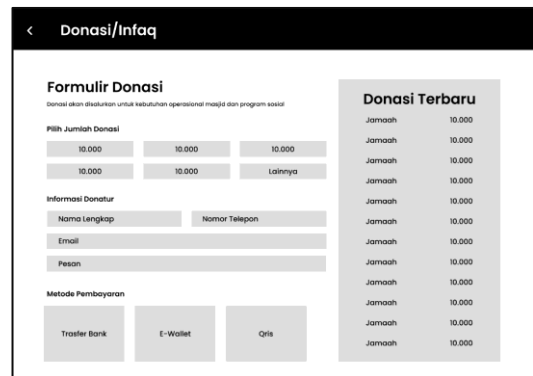 < Donasi/Infaq
Formulir Donasi
Donasi akan disalurkan untuk kebutuhan operasional masjid dan program sosial
Pilih Jumlah Donasi
10.000 10.000 10.000
10.000 10.000 Lainnya
Informasi Donatur
Nama Lengkap Nomor Telepon
Email
Pesan
Metode Pembayaran
Trasfer Bank E-Wallet Qris
Donasi Terbaru
Jamaah 10.000
Jamaah 10.000
Jamaah 10.000
Jamaah 10.000
Jamaah 10.000
Jamaah 10.000
Jamaah 10.000
Jamaah 10.000
Jamaah 10.000
Jamaah 10.000
Jamaah 10.000
Jamaah 10.000